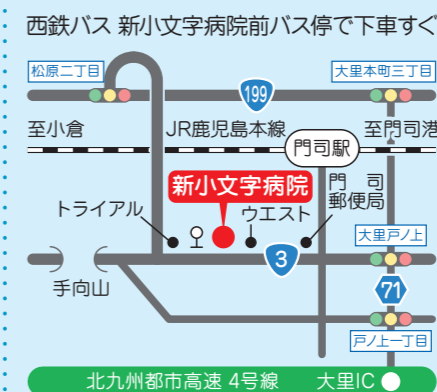 西鉄バス 新小文字病院前バス停で下車すぐ
松原二丁目
大里本町三丁目
199
至小倉
JR鹿児島本線
至門司港
門司駅
新小文字病院
門司
郵便局
トライアル
ウエスト
大里戸ノ上
3
手向山
71
戸ノ上一丁目
北九州都市高速 4号線
大里IC